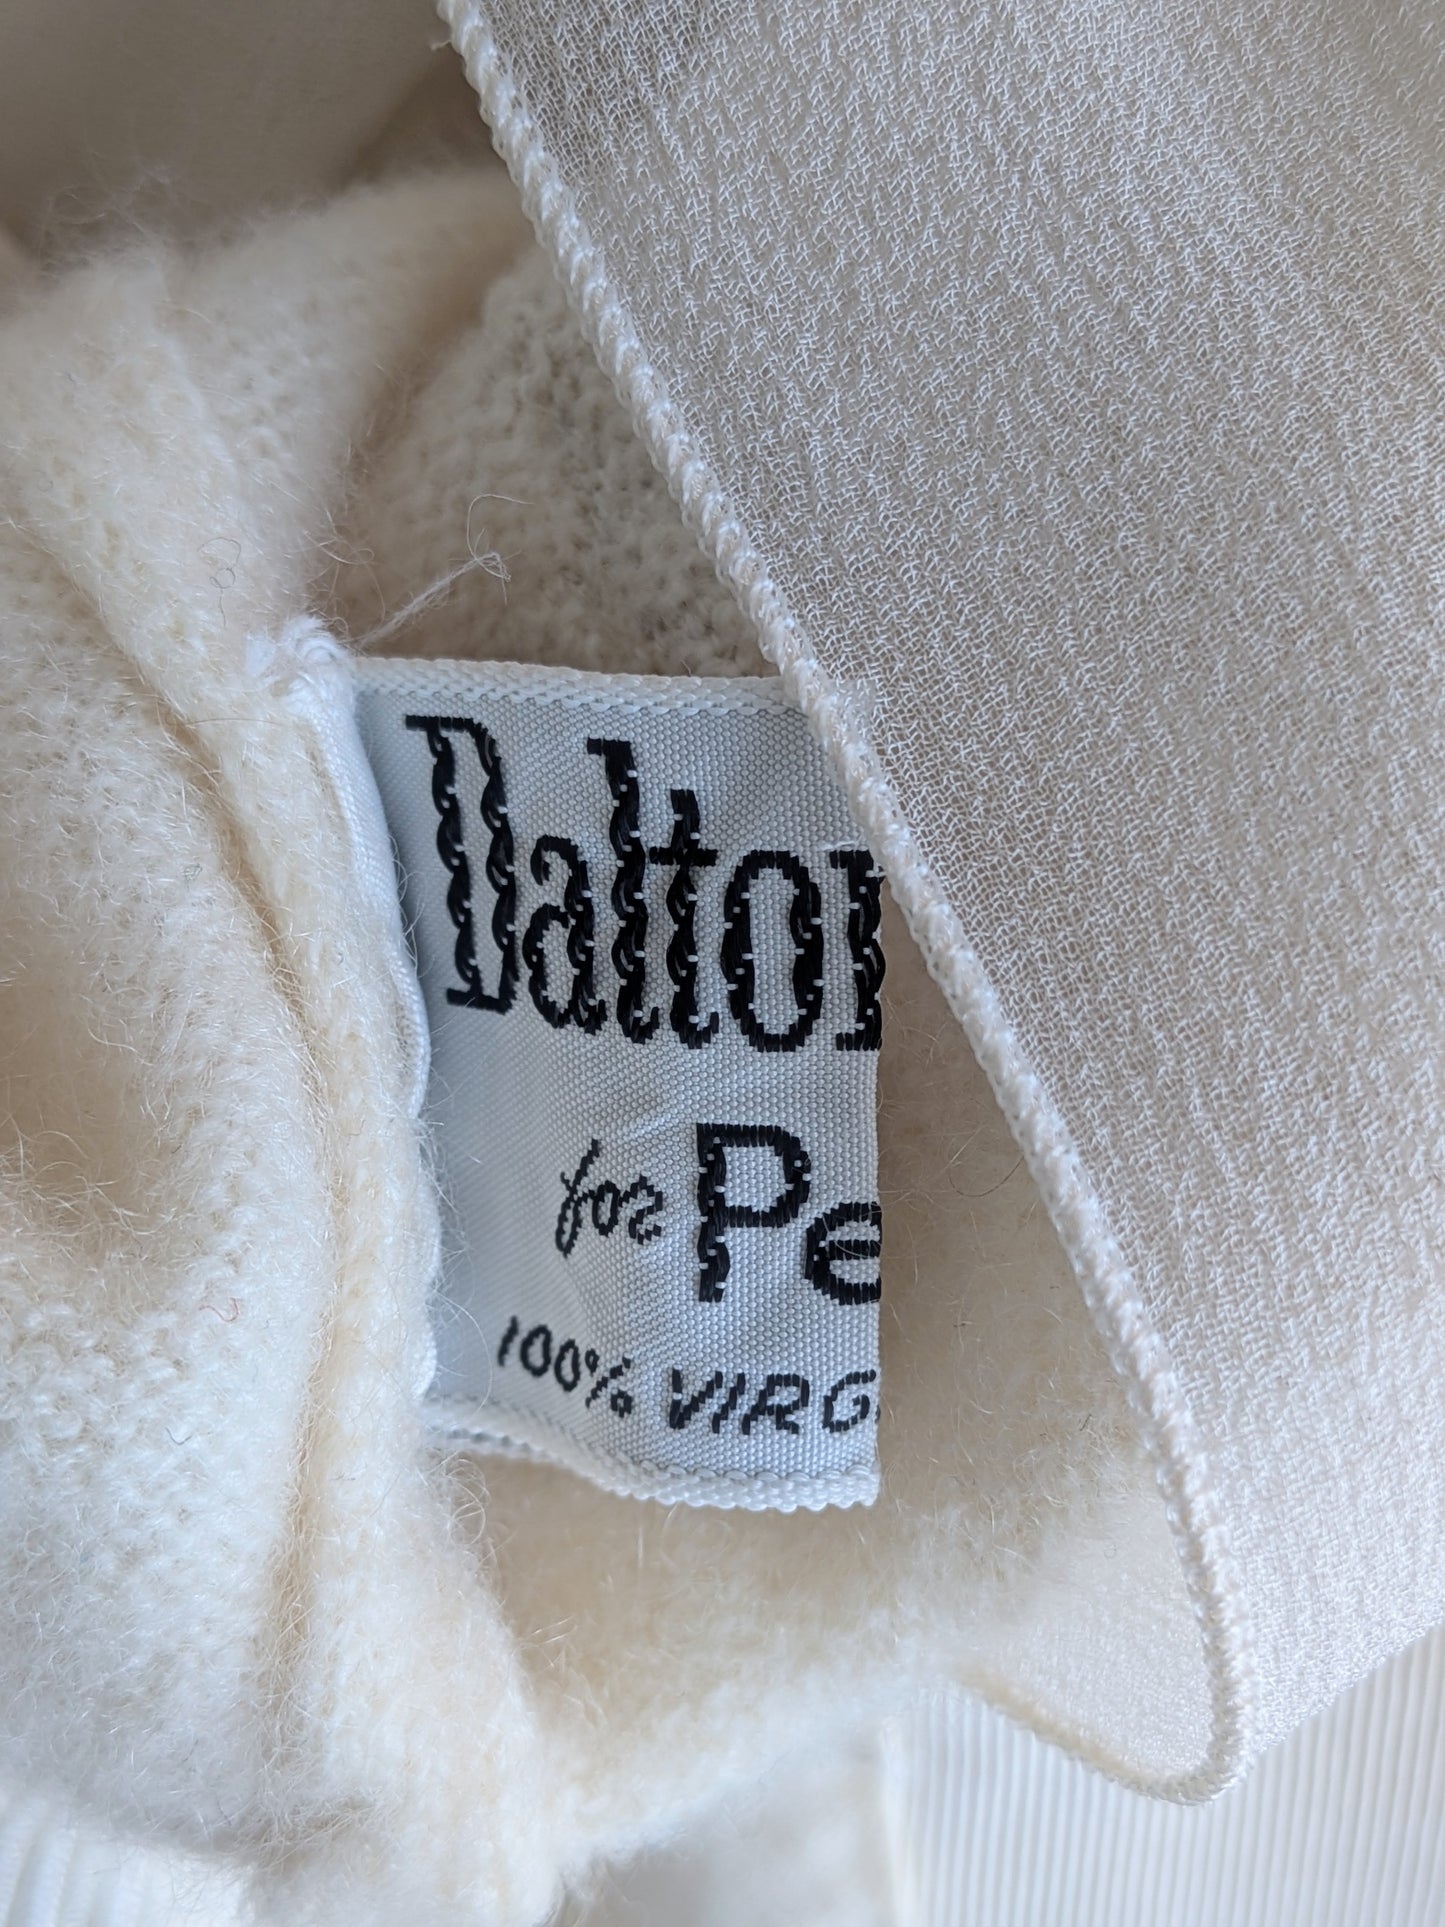 Dalton
for Pe
100% VIRG